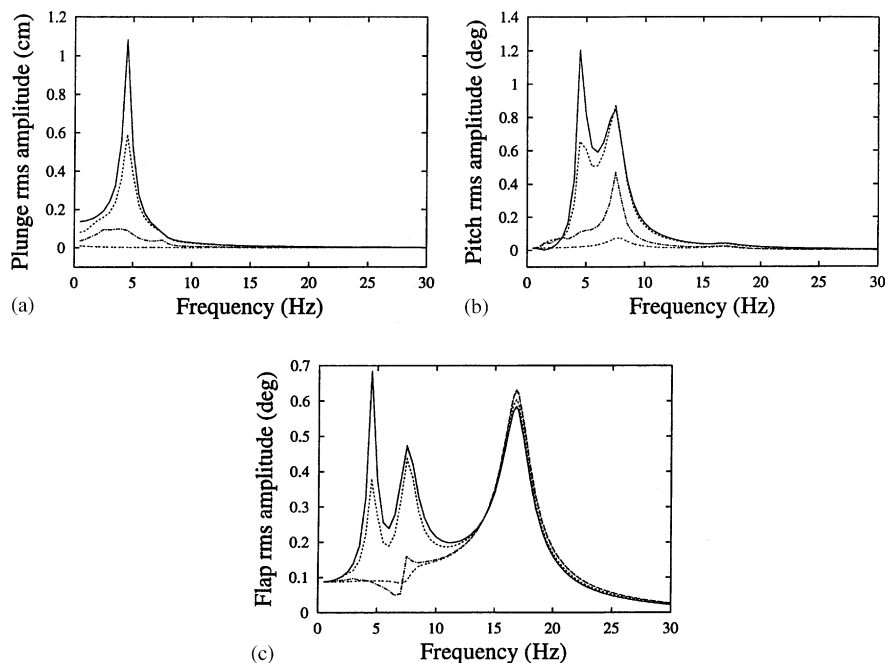 Plunge rms amplitude (cm)
1.2
1
0.8
0.6
0.4
0.2
0
0 5 10 15 20 25 30
Frequency (Hz)
(a)
Pitch rms amplitude (deg)
1.4
1.2
1
0.8
0.6
0.4
0.2
0
0 5 10 15 20 25 30
Frequency (Hz)
(b)
Flap rms amplitude (deg)
0.7
0.6
0.5
0.4
0.3
0.2
0.1
0
0 5 10 15 20 25 30
Frequency (Hz)
(c)